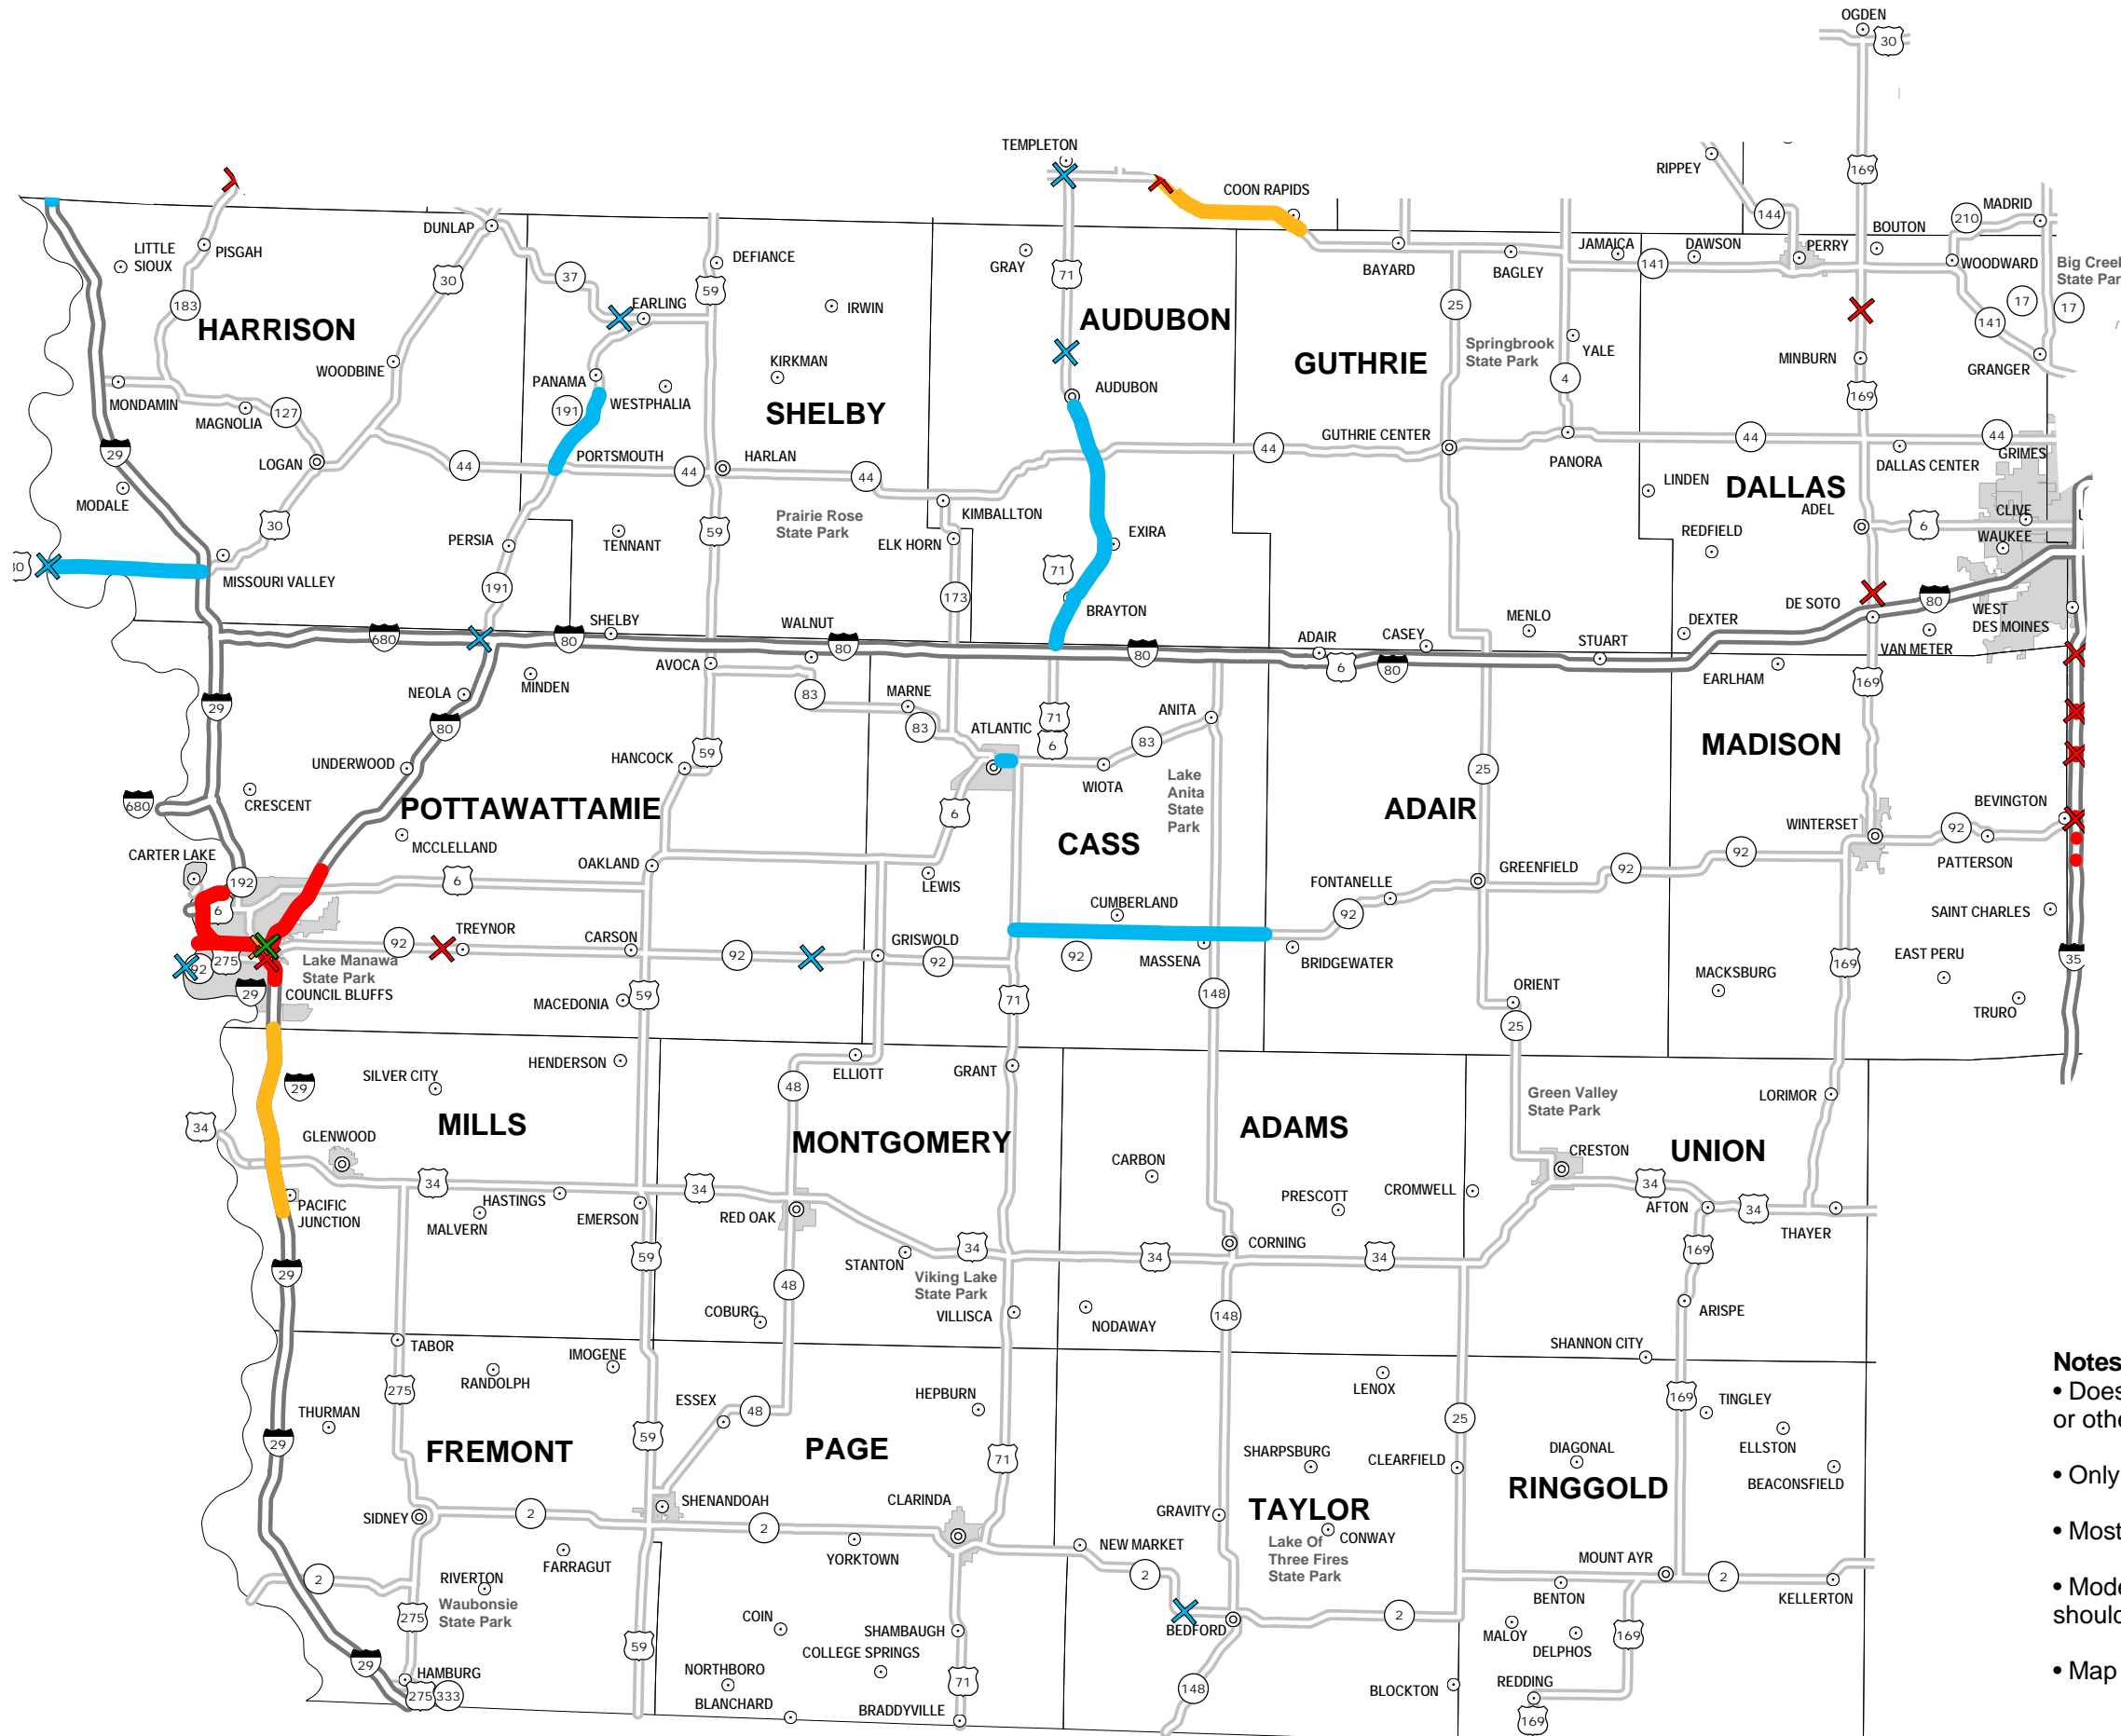 OGDEN
30
TEMPLETON
RIPPEY
169
COON RAPIDS
144
MADRID
210
BOUTON
DUNLAP
LITTLE
SIOUX
PISGAH
DEFIANCE
GRAY
71
BAYARD
BAGLEY
JAMAICA
141
DAWSON
PERRY
WOODWARD
Big Creek
State Par
30
37
59
25
17
17
183
EARLING
IRWIN
HARRISON
AUDUBON
141
GUTHRIE
Springbrook
State Park
YALE
MINBURN
GRANGER
WOODBINE
KIRKMAN
PANAMA
WESTPHALIA
AUDUBON
4
169
MONDAMIN
MAGNOLIA
127
191
SHELBY
29
LOGAN
44
PORTSMOUTH
44
HARLAN
44
44
GUTHRIE CENTER
PANORA
44
44
GRIMES
DALLAS CENTER
MODALE
LINDEN
DALLAS
ADEL
30
PERSIA
TENNANT
59
Prairie Rose
State Park
KIMBALLTON
ELK HORN
EXIRA
REDFIELD
6
CLIVE
WAUKEE
30
MISSOURI VALLEY
191
173
71
BRAYTON
MENLO
DEXTER
DE SOTO
80
WEST
DES MOINES
680
80
SHELBY
WALNUT
80
80
ADAIR
6
CASEY
80
STUART
VAN METER
AVOCA
MINDEN
NEOLA
EARLHAM
169
29
83
MARNE
83
ATLANTIC
71
6
83
ANITA
80
UNDERWOOD
HANCOCK
59
WIOTA
Lake
Anita
State
Park
25
MADISON
680
CRESCENT
POTTAWATTAMIE
6
ADAIR
BEVINGTON
WINTERSET
92
PATTERSON
MCCLELLAND
CASS
CARTER LAKE
192
OAKLAND
6
LEWIS
FONTANELLE
GREENFIELD
92
92
6
CUMBERLAND
92
SAINT CHARLES
92
TREYNOR
CARSON
92
GRISWOLD
92
92
MASSENA
BRIDGEWATER
92
275
Lake Manawa
State Park
29
COUNCIL BLUFFS
MACEDONIA
59
71
148
ORIENT
25
MACKSBURG
169
EAST PERU
35
TRURO
SILVER CITY
HENDERSON
29
48
ELLIOTT
GRANT
Green Valley
State Park
LORIMOR
34
MILLS
GLENWOOD
MONTGOMERY
ADAMS
CARBON
CRESTON
UNION
PACIFIC
JUNCTION
34
HASTINGS
MALVERN
EMERSON
34
RED OAK
PRESCOTT
CROMWELL
34
AFTON
34
THAYER
29
59
STANTON
34
34
CORNING
34
169
Viking Lake
State Park
48
COBURG
VILLISCA
NODAWAY
148
ARISPE
TABOR
IMOGENE
RANDOLPH
SHANNON CITY
275
ESSEX
48
HEPBURN
LENOX
25
169
TINGLEY
THURMAN
29
59
FREMONT
PAGE
71
SHARPSBURG
CLEARFIELD
DIAGONAL
ELLSTON
RINGGOLD
BEACONSFIELD
SHENANDOAH
CLARINDA
GRAVITY
TAYLOR
SIDNEY
2
2
YORKTOWN
FARRAGUT
NEW MARKET
Lake Of
Three Fires
State Park
CONWAY
MOUNT AYR
2
RIVERTON
Waubonsie
State Park
2
BENTON
2
KELLERTON
275
COIN
SHAMBAUGH
BEDFORD
2
MALOY
DELPHOS
169
59
COLLEGE SPRINGS
29
HAMBURG
275
333
NORTHBORO
BLANCHARD
BRADDYVILLE
71
148
BLOCKTON
REDDING
169
Notes
• Does
or othe
• Only
• Most
• Mode
should
• Map